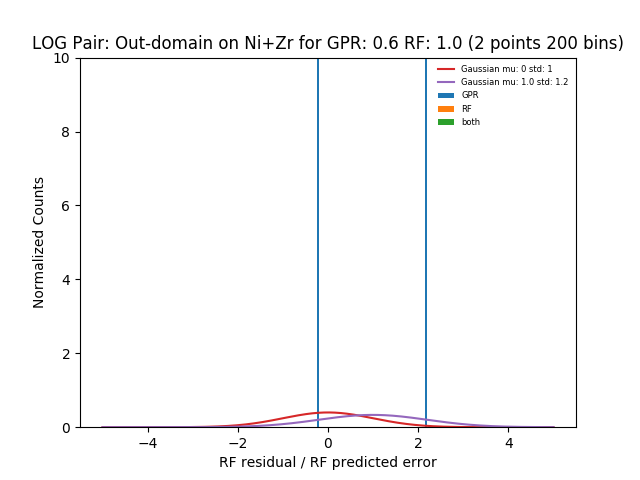 LOG Pair: Out-domain on Ni+Zr for GPR: 0.6 RF: 1.0 (2 points 200 bins)
Gaussian mu: 0 std: 1
Gaussian mu: 1.0 std: 1.2
GPR
RF
both
10
8
6
4
2
0
Normalized Counts
−4 −2 0 2 4
RF residual / RF predicted error